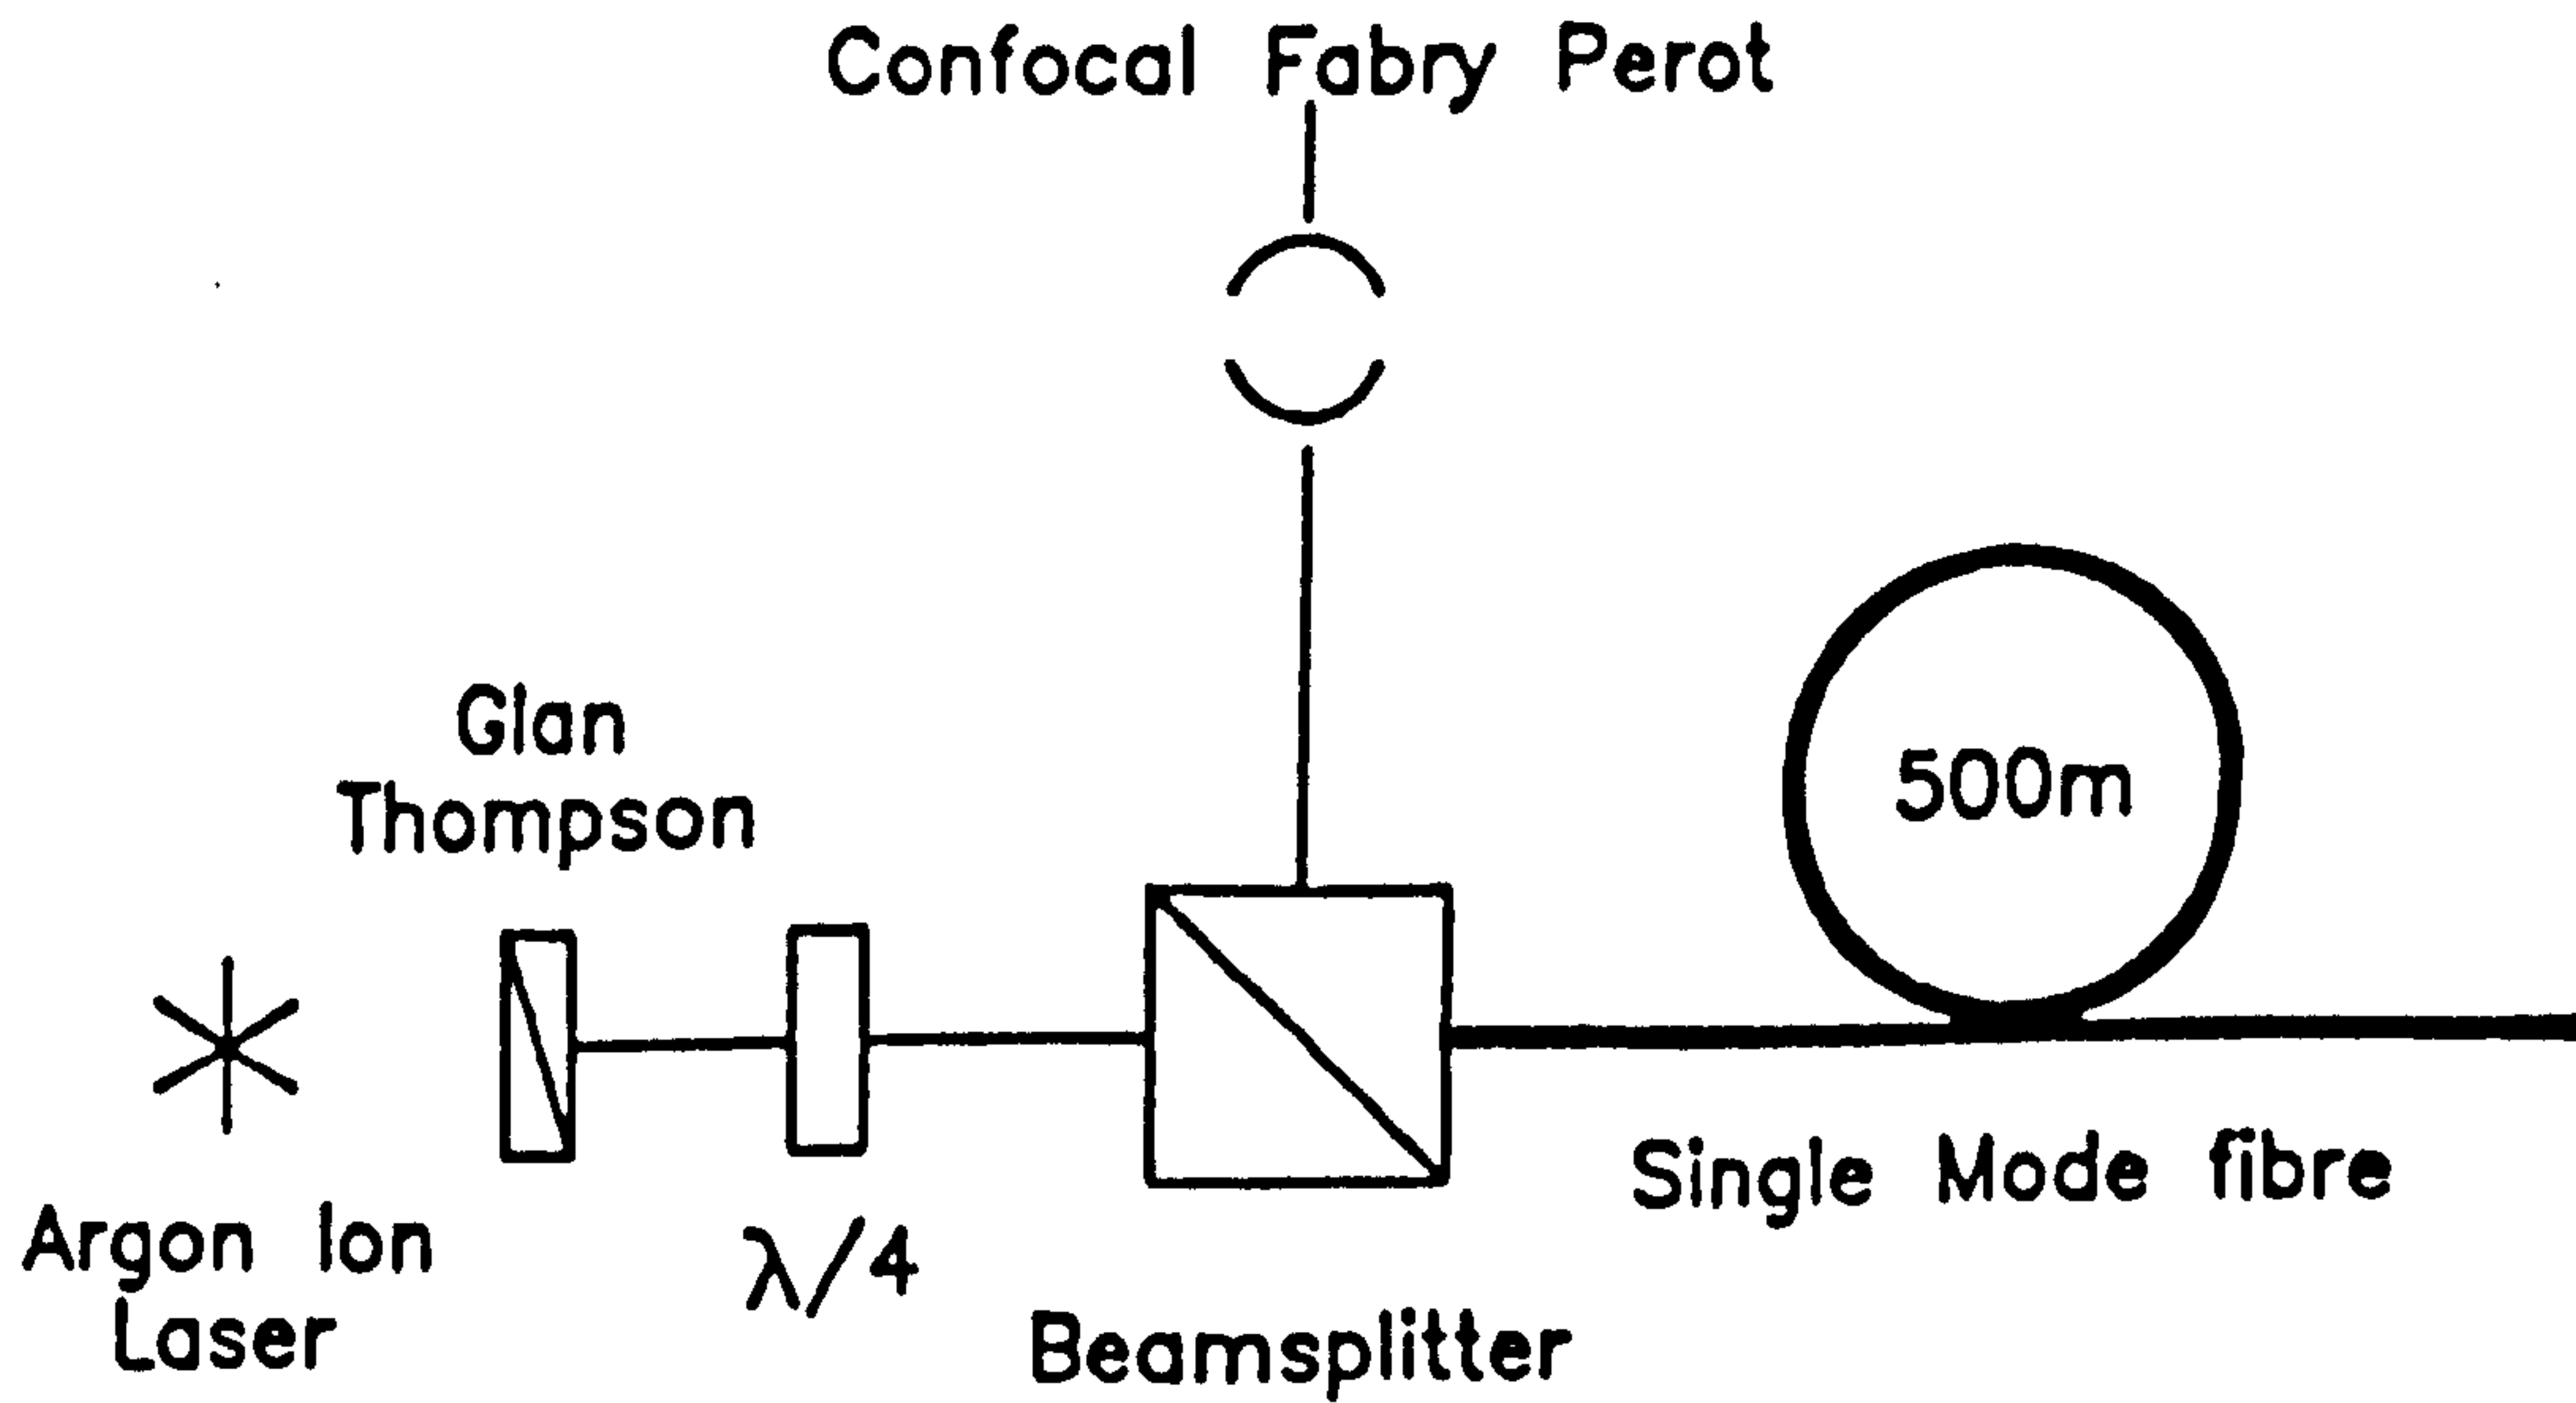 Confocal Fabry Perot
500m
Glan
Thompson
Single Mode fibre
Argon Ion
Laser
λ/4
Beamsplitter